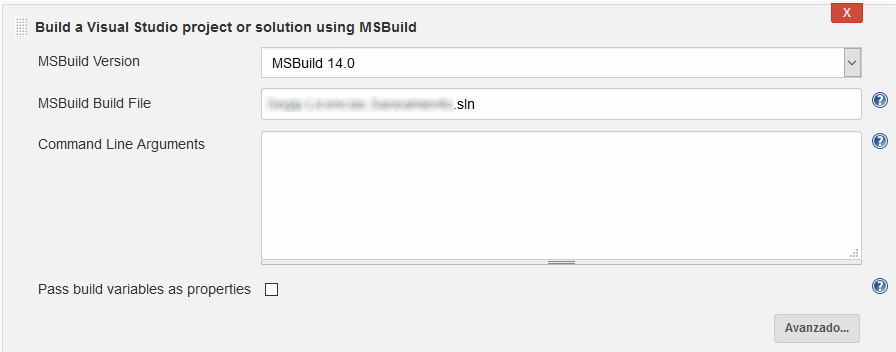 X
Build a Visual Studio project or solution using MSBuild
MSBuild Version
MSBuild 14.0
MSBuild Build File
.sln
Command Line Arguments
Pass build variables as properties
Avanzado...